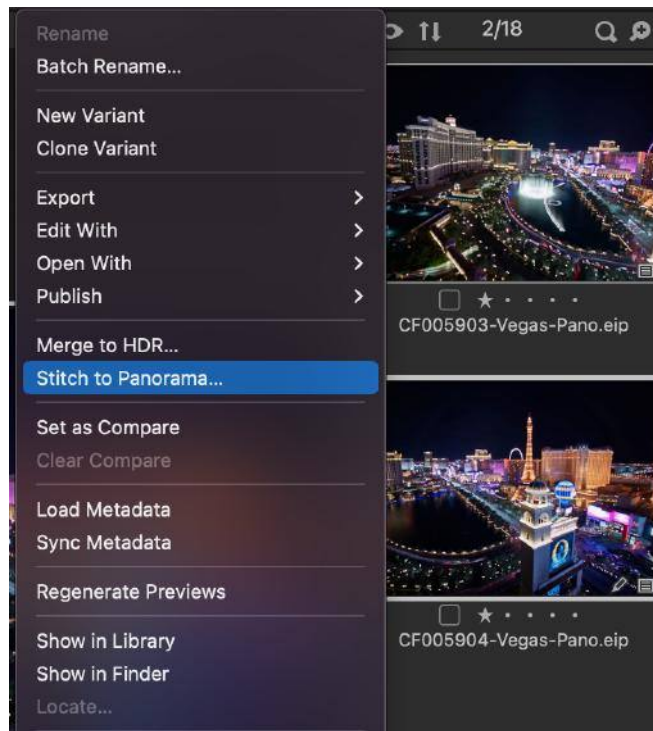 Rename
Batch Rename...
New Variant
Clone Variant
Export
Edit With
Open With
Publish
Merge to HDR...
Stitch to Panorama...
Set as Compare
Clear Compare
Load Metadata
Sync Metadata
Regenerate Previews
Show in Library
Show in Finder
Locate...
2/18
CF005903-Vegas-Pano.eip
CF005904-Vegas-Pano.eip